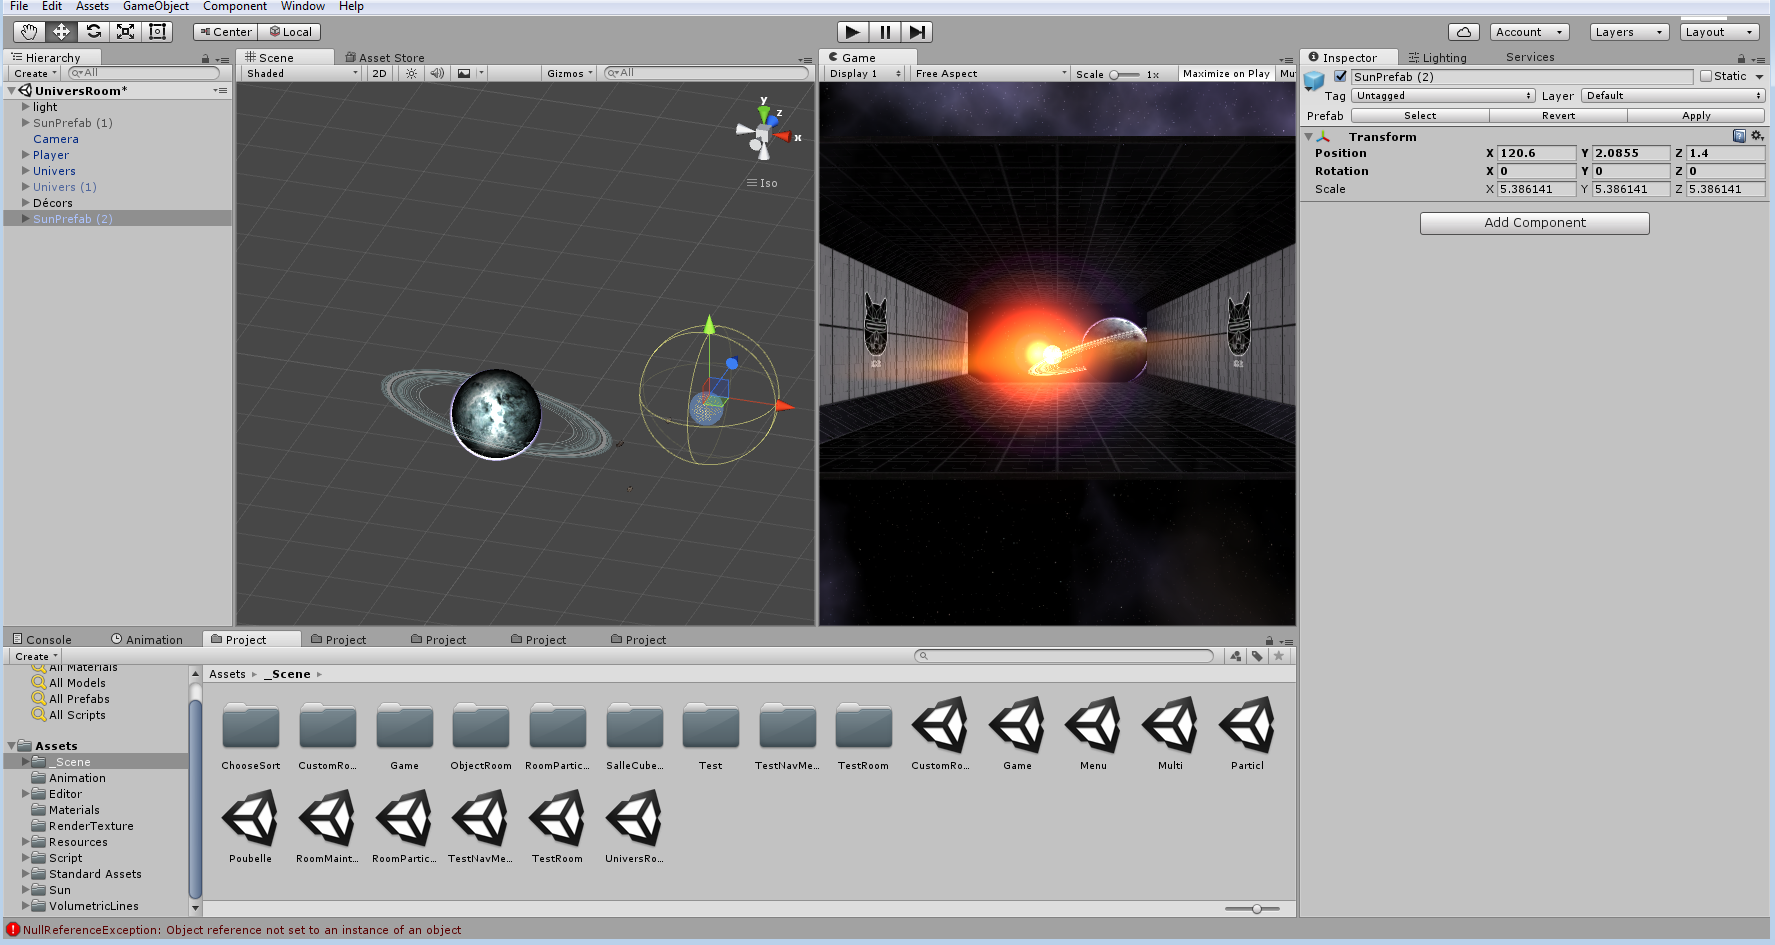 File Edit Assets GameObject Component Window Help
Center Local Account Layers Layout
Hierarchy
Create All
UniversRoom*
light
SunPrefab (1)
Camera
Player
Univers
Univers (1)
Décors
SunPrefab (2)
Scene Asset Store
Shaded 2D Gizmos All
y
z
x
Iso
Game
Display 1 Free Aspect Scale 1x Maximize on Play Mu
Inspector Lighting Services
SunPrefab (2) Static
Tag Untagged Layer Default
Prefab Select Revert Apply
Transform
Position X 120.6 Y 2.0855 Z 1.4
Rotation X 0 Y 0 Z 0
Scale X 5.386141 Y 5.386141 Z 5.386141
Add Component
Console Animation Project Project Project Project Project
Create
All Materials
All Models
All Prefabs
All Scripts
Assets
_Scene
Animation
Editor
Materials
RenderTexture
Resources
Script
Standard Assets
Sun
VolumetricLines
Assets _Scene
ChooseSort CustomRo... Game ObjectRoom RoomPartic... SalleCube... Test TestNavMe... TestRoom CustomRo... Game Menu Multi Particl
Poubelle RoomMaint... RoomPartic... TestNavMe... TestRoom UniversRo...
NullReferenceException: Object reference not set to an instance of an object